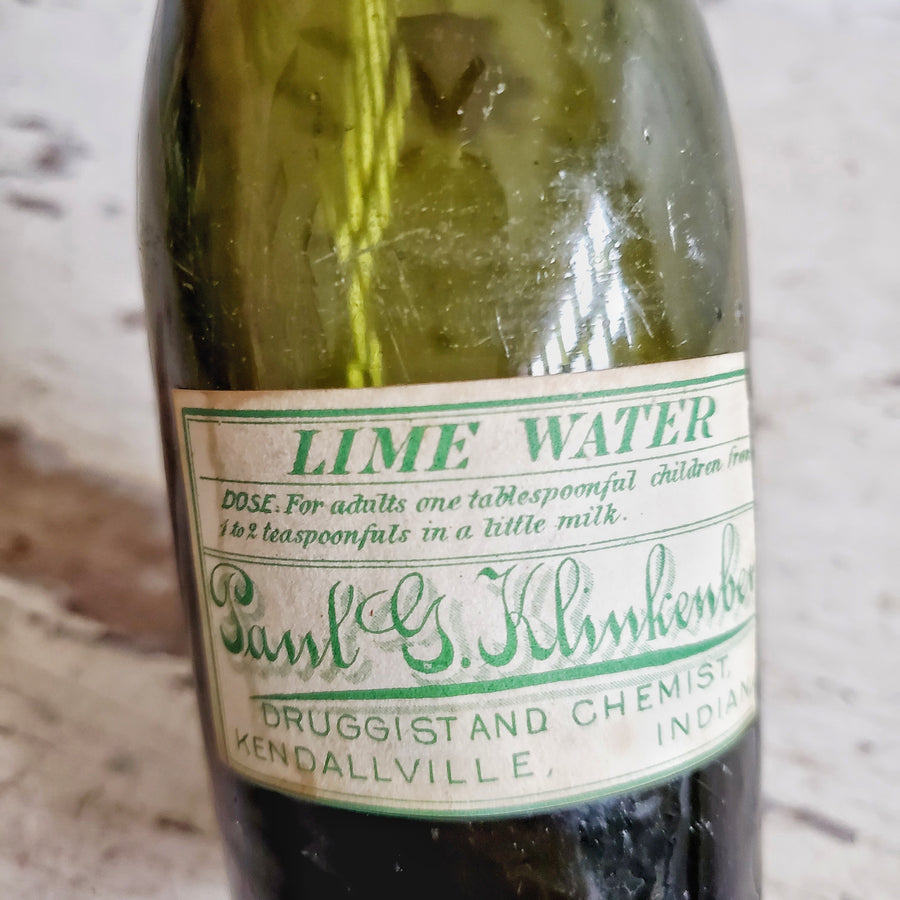 LIME WATER
DOSE: For adults one tablespoonful children from
1 to 2 teaspoonfuls in a little milk.
Paul G. Klinkenber
DRUGGIST AND CHEMIST,
KENDALLVILLE, INDIAN